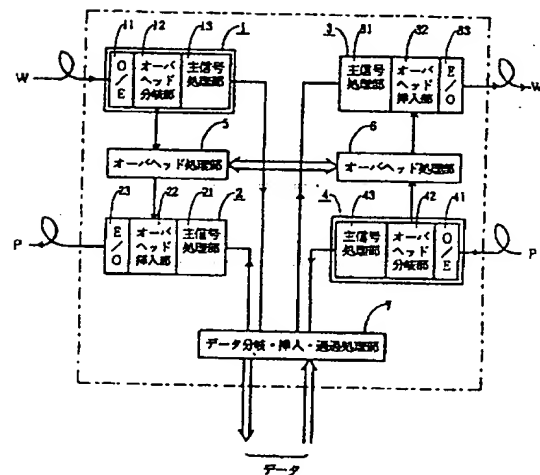 11 12 13 1
W
O/E
オーバヘッド分岐部
主信号処理部
3 31 32 33
主信号処理部
オーバヘッド挿入部
E/O
W
5
オーバヘッド処理部
6
オーバヘッド処理部
23 22 21 2
P
E/O
オーバヘッド挿入部
主信号処理部
4 43 42 41
主信号処理部
オーバヘッド分岐部
O/E
P
データ分岐・挿入・通過処理部
データ